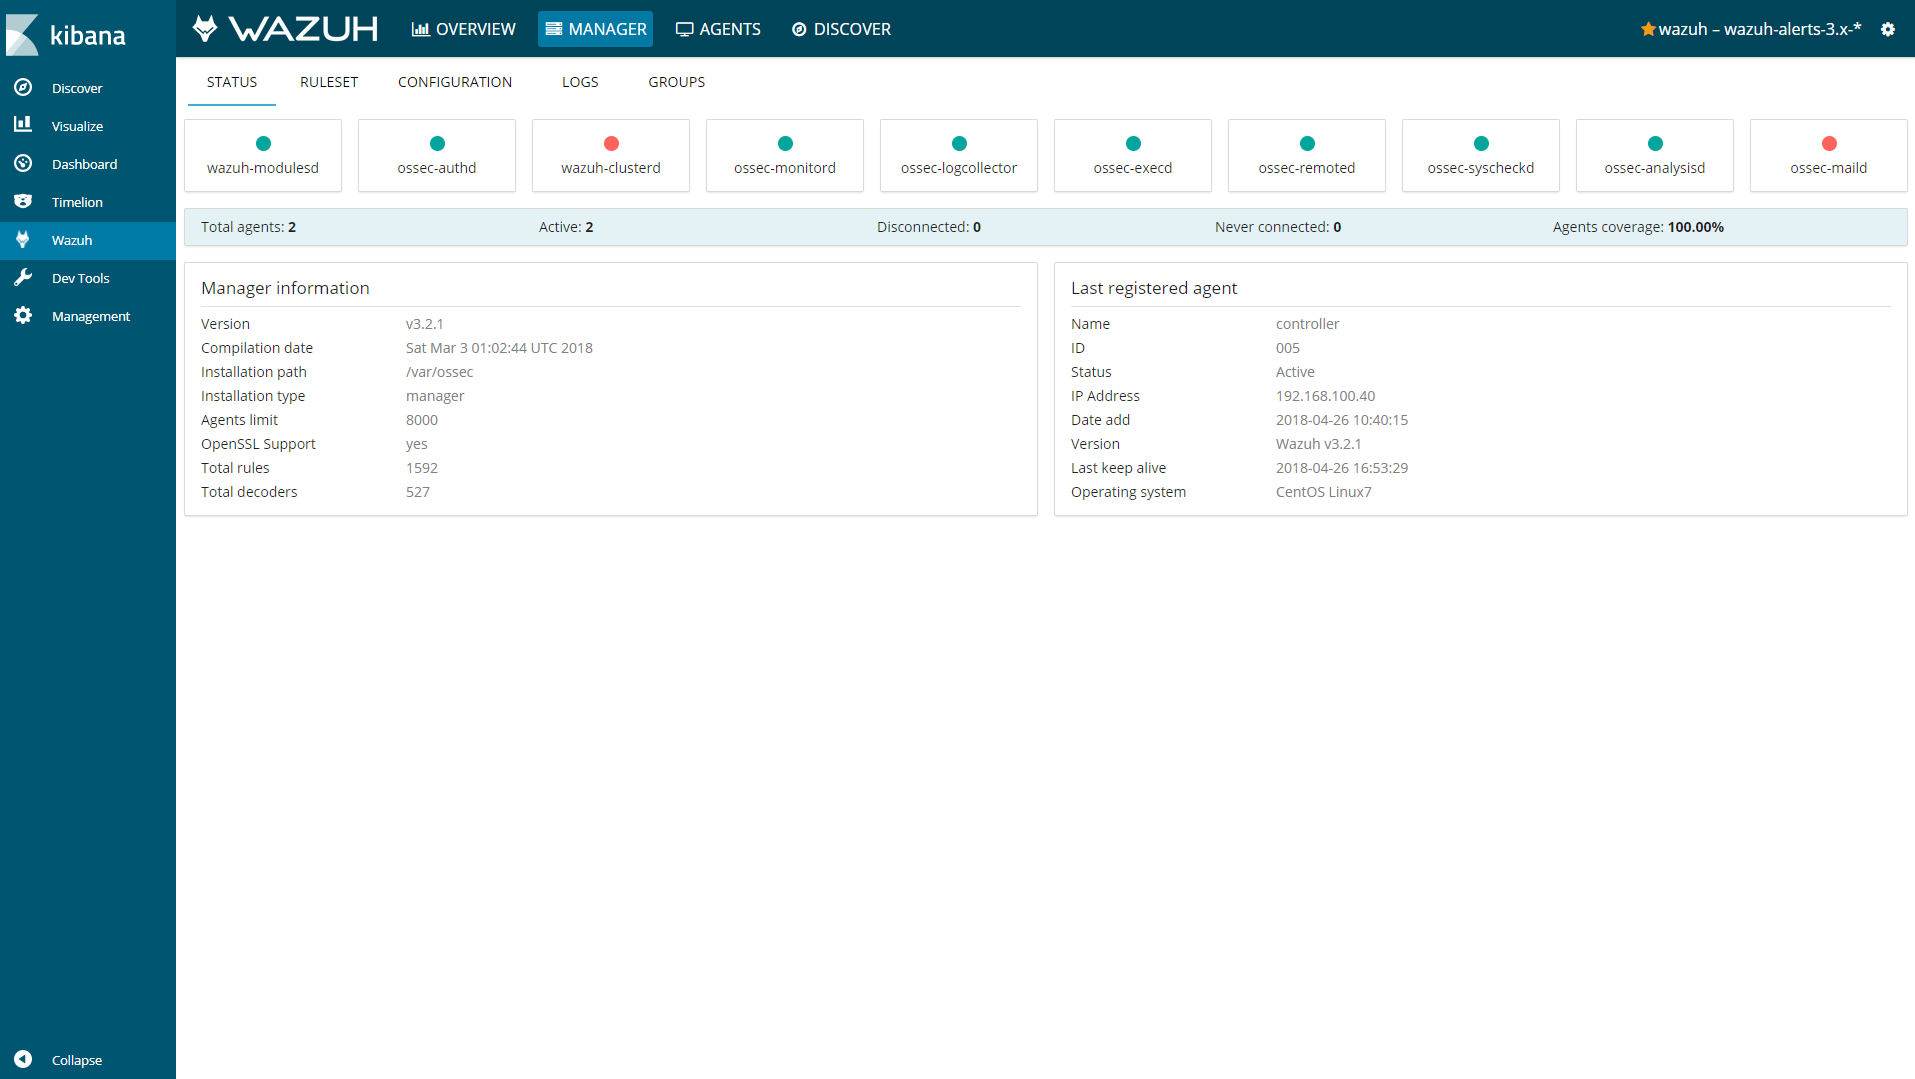 kibana
Discover
Visualize
Dashboard
Timelion
Wazuh
Dev Tools
Management
Collapse
WAZUH OVERVIEW MANAGER AGENTS DISCOVER wazuh – wazuh-alerts-3.x-*
STATUS RULESET CONFIGURATION LOGS GROUPS
wazuh-modulesd ossec-authd wazuh-clusterd ossec-monitord ossec-logcollector ossec-execd ossec-remoted ossec-syscheckd ossec-analysisd ossec-maild
Total agents: 2 Active: 2 Disconnected: 0 Never connected: 0 Agents coverage: 100.00%
Manager information
Version v3.2.1
Compilation date Sat Mar 3 01:02:44 UTC 2018
Installation path /var/ossec
Installation type manager
Agents limit 8000
OpenSSL Support yes
Total rules 1592
Total decoders 527
Last registered agent
Name controller
ID 005
Status Active
IP Address 192.168.100.40
Date add 2018-04-26 10:40:15
Version Wazuh v3.2.1
Last keep alive 2018-04-26 16:53:29
Operating system CentOS Linux7